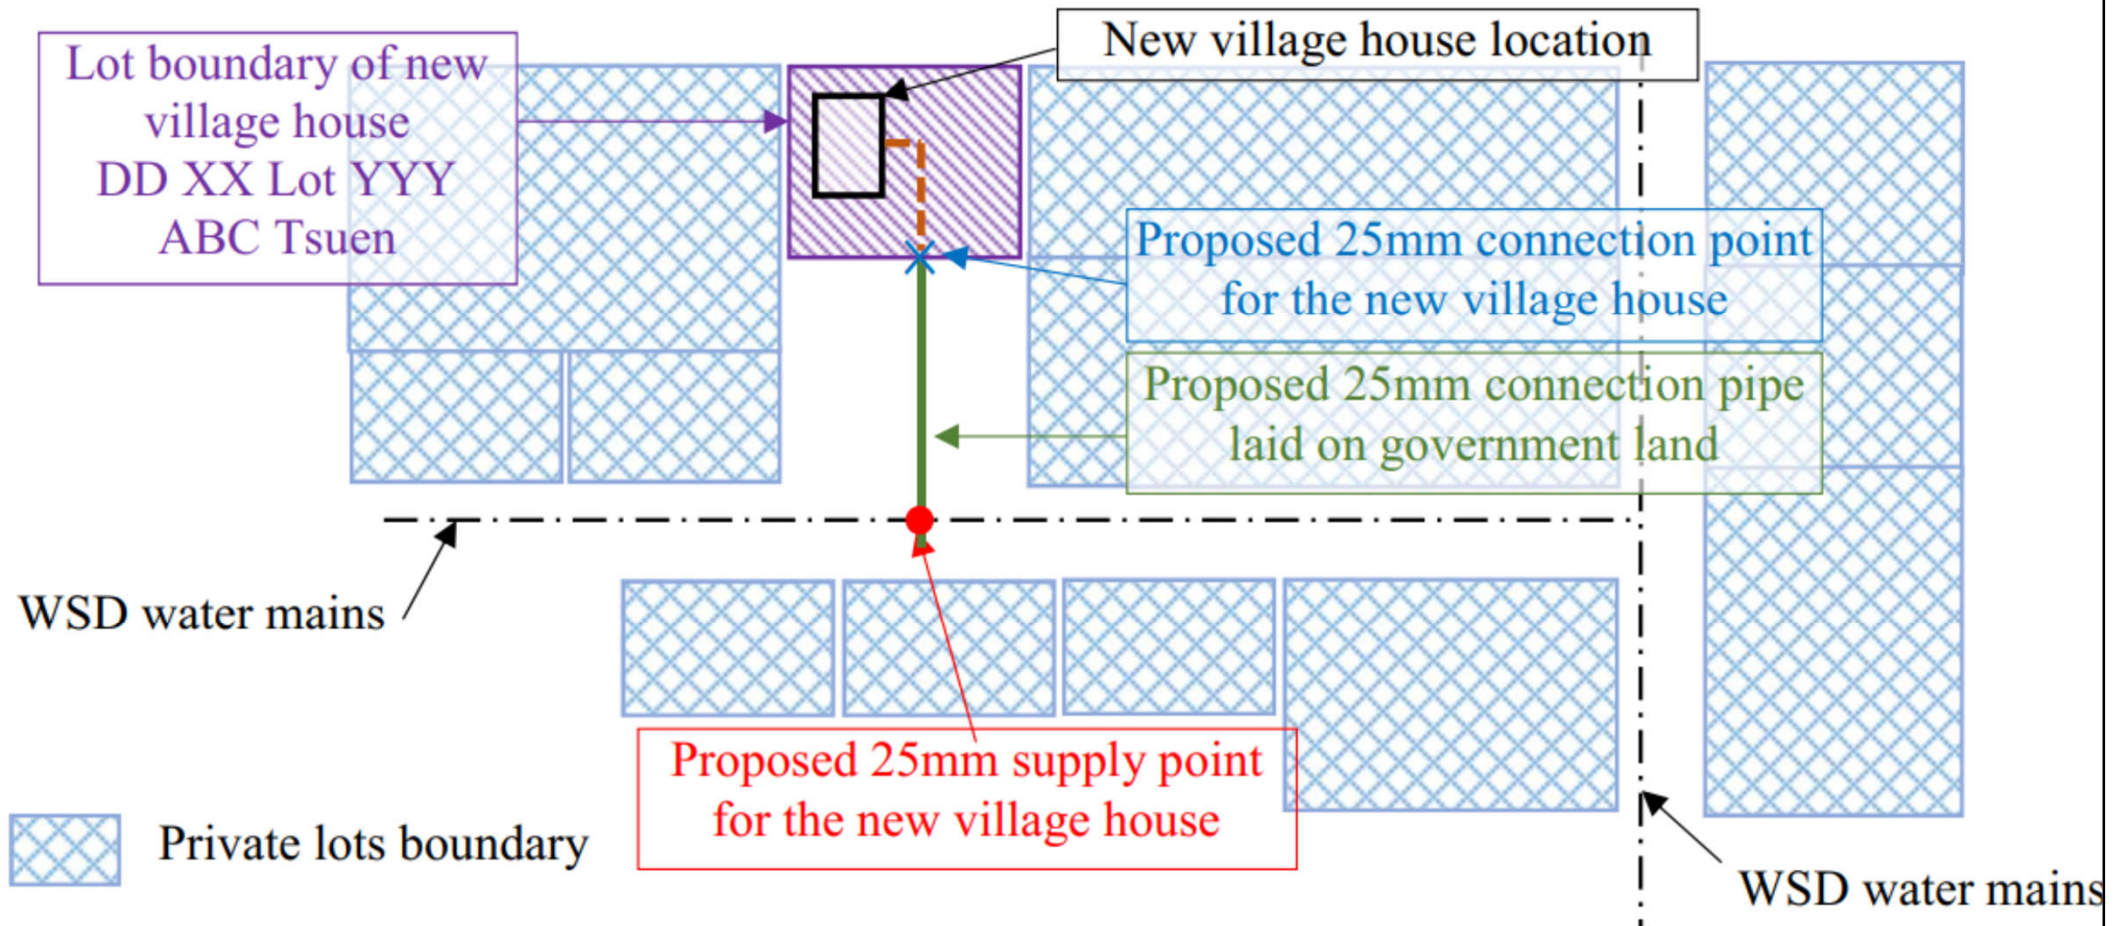 New village house location
Lot boundary of new
village house
DD XX Lot YYY
ABC Tsuen
Proposed 25mm connection point
for the new village house
Proposed 25mm connection pipe
laid on government land
WSD water mains
Proposed 25mm supply point
for the new village house
Private lots boundary
WSD water mains